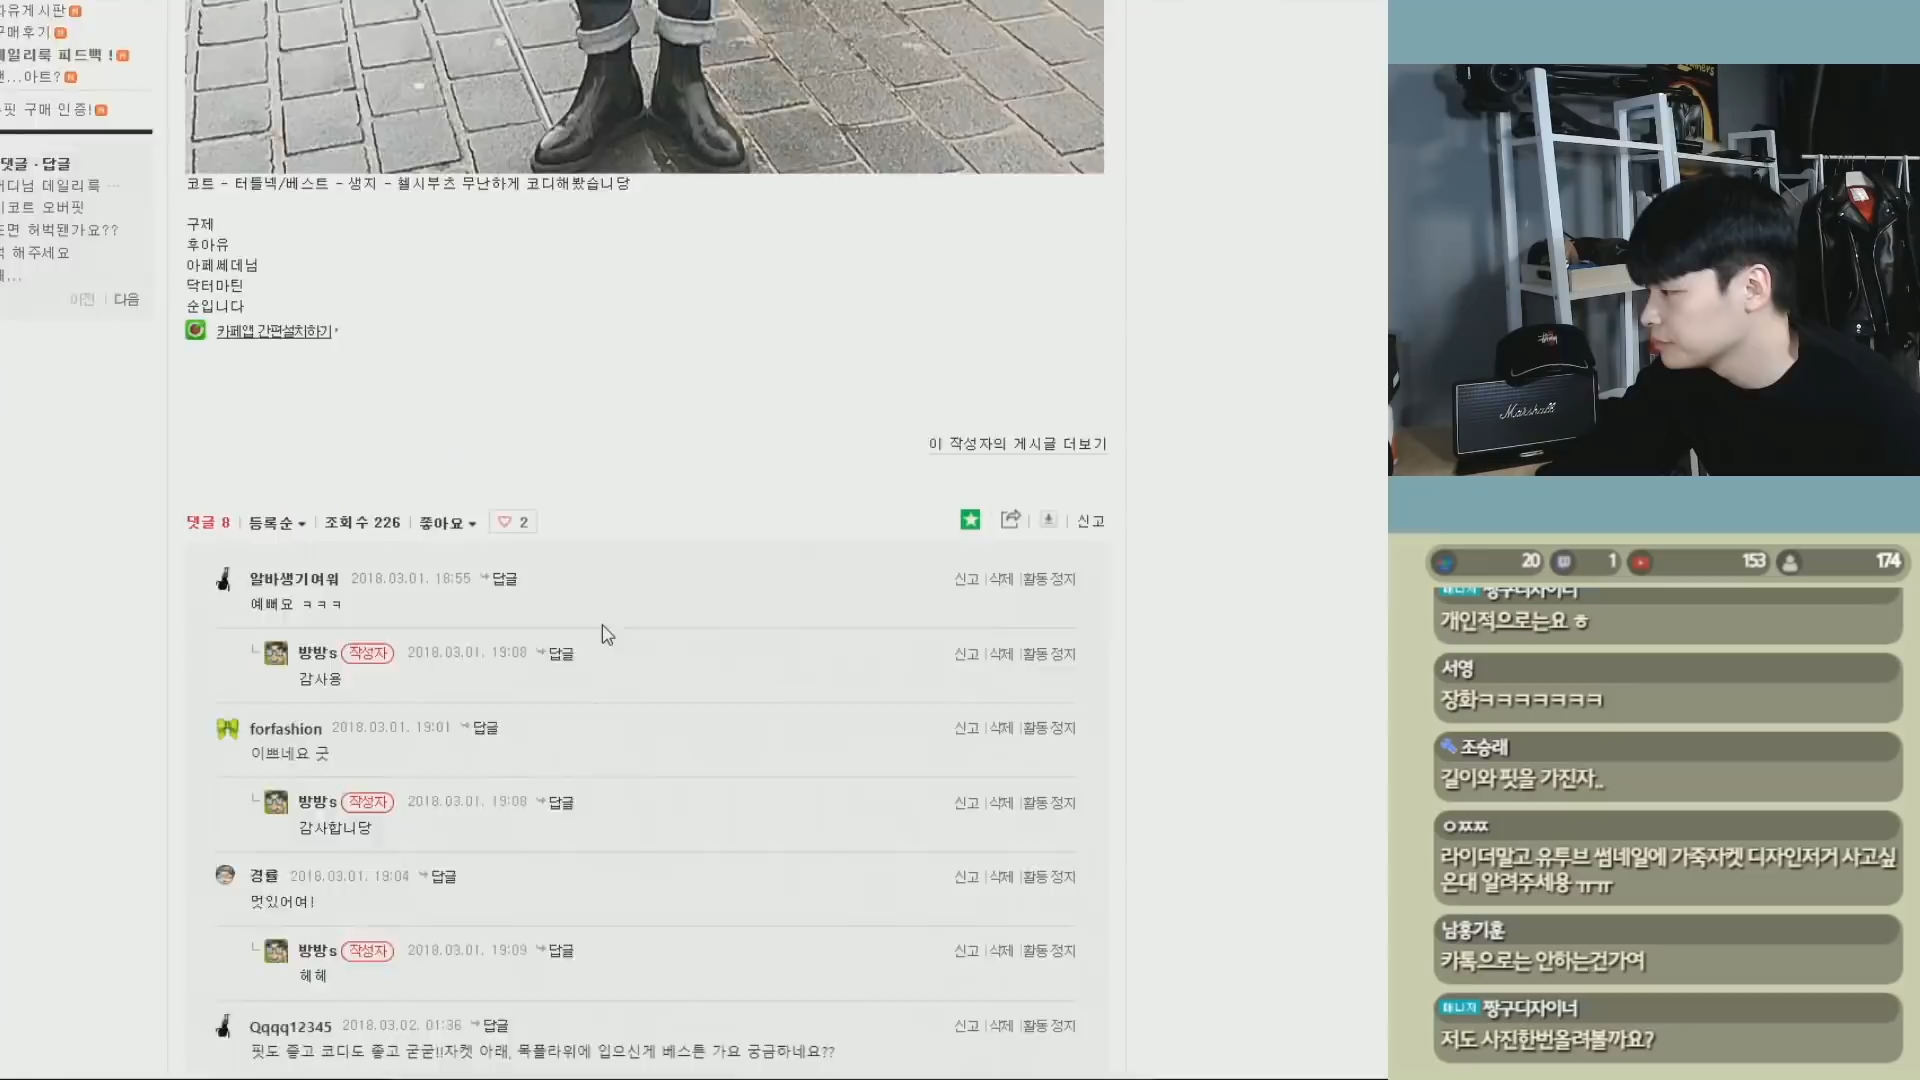 구매후기
데일리룩 피드백 !
구매 인증!
댓글 · 답글
데일리룩 ...
코트 오버핏
허벅팬가요??
해주세요
이전 | 다음
코트 - 터틀넥/베스트 - 생지 - 첼시부츠 무난하게 코디해봤습니당
구제
후아유
아페쎄데님
닥터마틴
순입니다
카페앱 간편설치하기
이 작성자의 게시글 더보기
댓글 8 | 등록순 | 조회수 226 | 좋아요 2
신고
알바생기여워 2018.03.01. 18:55 답글
신고 | 삭제 | 활동정지
예뻐요 ㅋㅋㅋ
방방s 작성자 2018.03.01. 19:08 답글
신고 | 삭제 | 활동정지
감사용
forfashion 2018.03.01. 19:01 답글
신고 | 삭제 | 활동정지
이쁘네요 굿
방방s 작성자 2018.03.01. 19:08 답글
신고 | 삭제 | 활동정지
감사합니당
경률 2018.03.01. 19:04 답글
신고 | 삭제 | 활동정지
멋있어여!
방방s 작성자 2018.03.01. 19:09 답글
신고 | 삭제 | 활동정지
헤헤
Qqqq12345 2018.03.02. 01:36 답글
신고 | 삭제 | 활동정지
핏도 좋고 코디도 좋고 굳굳!!자켓 아래, 목폴라위에 입으신게 베스튼 가요 궁금하네요??
Marshall
20 1 153 174
매니저 짱구디자이너
개인적으로는요 ㅎ
서영
장화ㅋㅋㅋㅋㅋㅋㅋ
조승래
길이와 핏을 가진자..
ㅇㅉㅉ
라이더말고 유투브 썸네일에 가죽자켓 디자인저거 사고싶
은대 알려주세용 ㅠㅠ
남홍기훈
카톡으로는 안하는건가여
매니저 짱구디자이너
저도 사진한번올려볼까요?